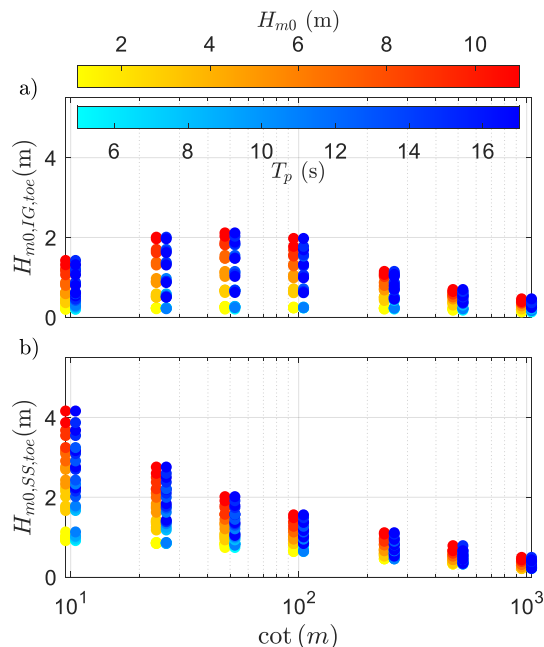 H_{m0} (m)
2 4 6 8 10
a)
6 8 10 12 14 16
T_p (s)
4
2
0
H_{m0,IG,toe}(m)
b)
4
2
0
H_{m0,SS,toe}(m)
10^1 10^2 10^3
cot (m)